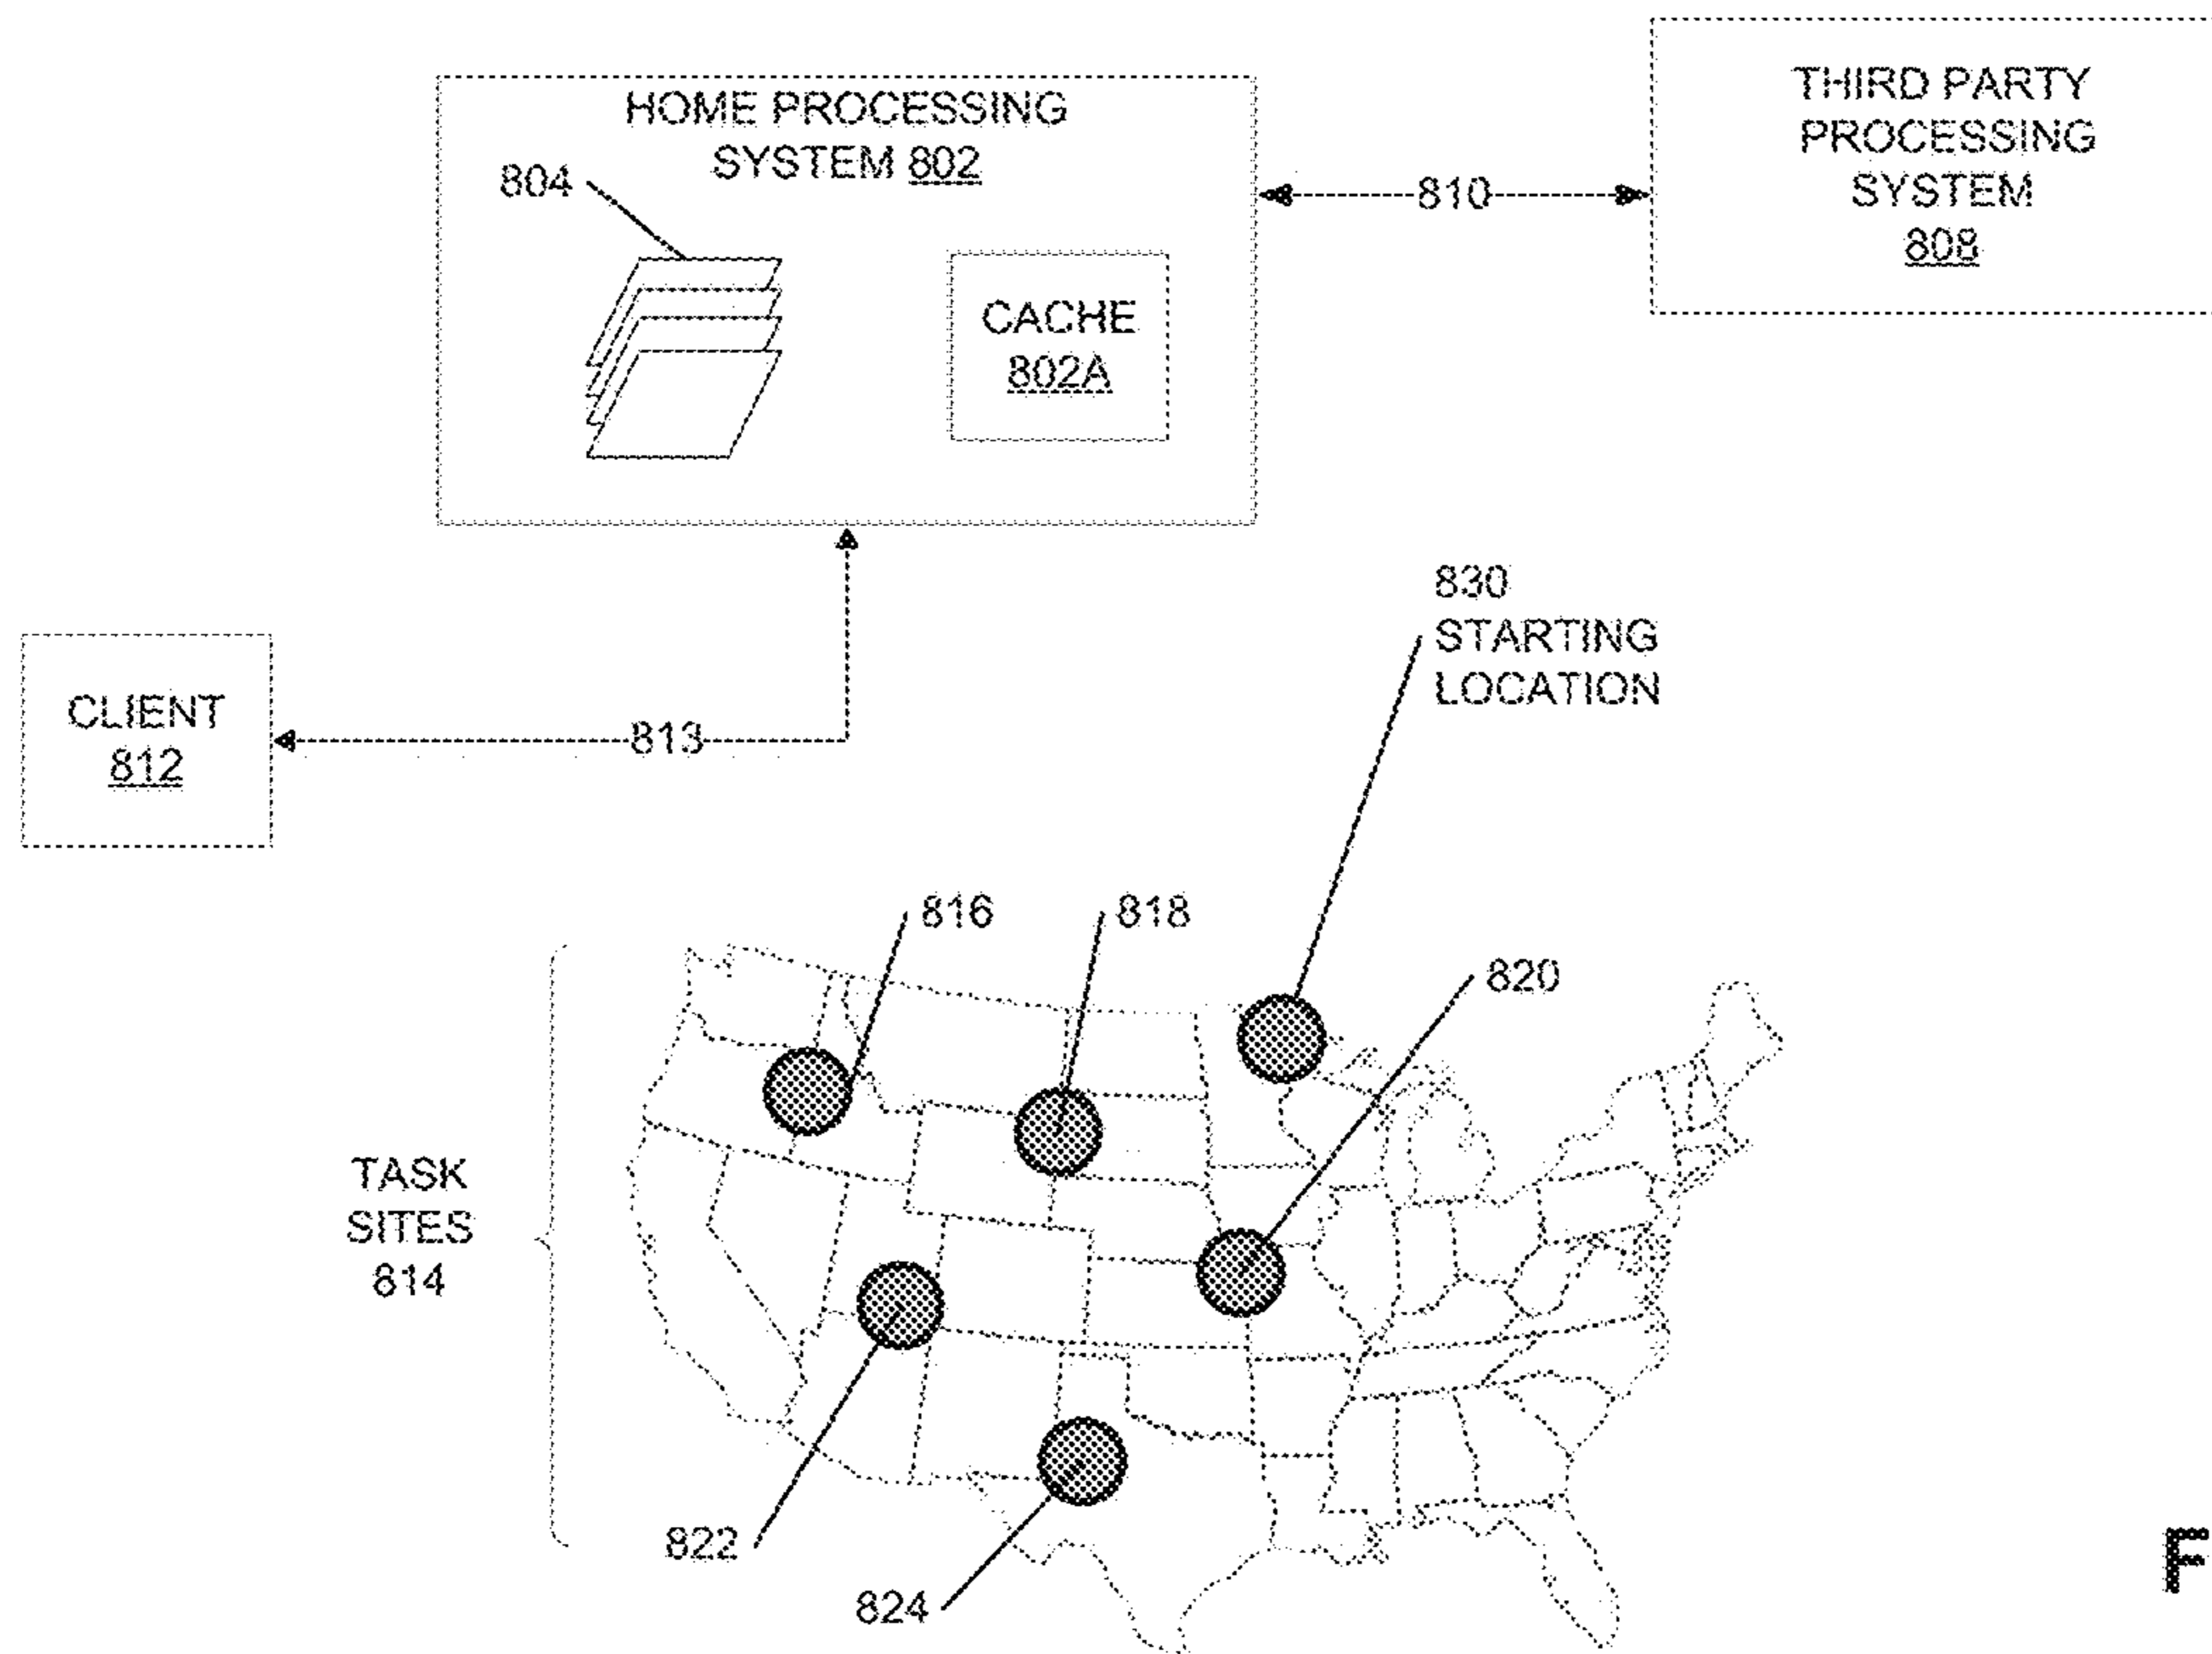 HOME PROCESSING
SYSTEM 802
804
CACHE
802A
810
THIRD PARTY
PROCESSING
SYSTEM
808
830
STARTING
LOCATION
CLIENT
812
813
816
818
820
TASK
SITES
814
822
824
F